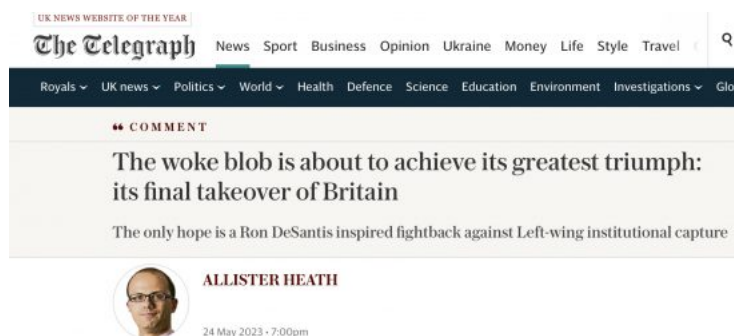 UK NEWS WEBSITE OF THE YEAR
The Telegraph News Sport Business Opinion Ukraine Money Life Style Travel
Royals UK news Politics World Health Defence Science Education Environment Investigations Glo
❝ COMMENT
The woke blob is about to achieve its greatest triumph:
its final takeover of Britain
The only hope is a Ron DeSantis inspired fightback against Left-wing institutional capture
ALLISTER HEATH
24 May 2023 • 7:00pm